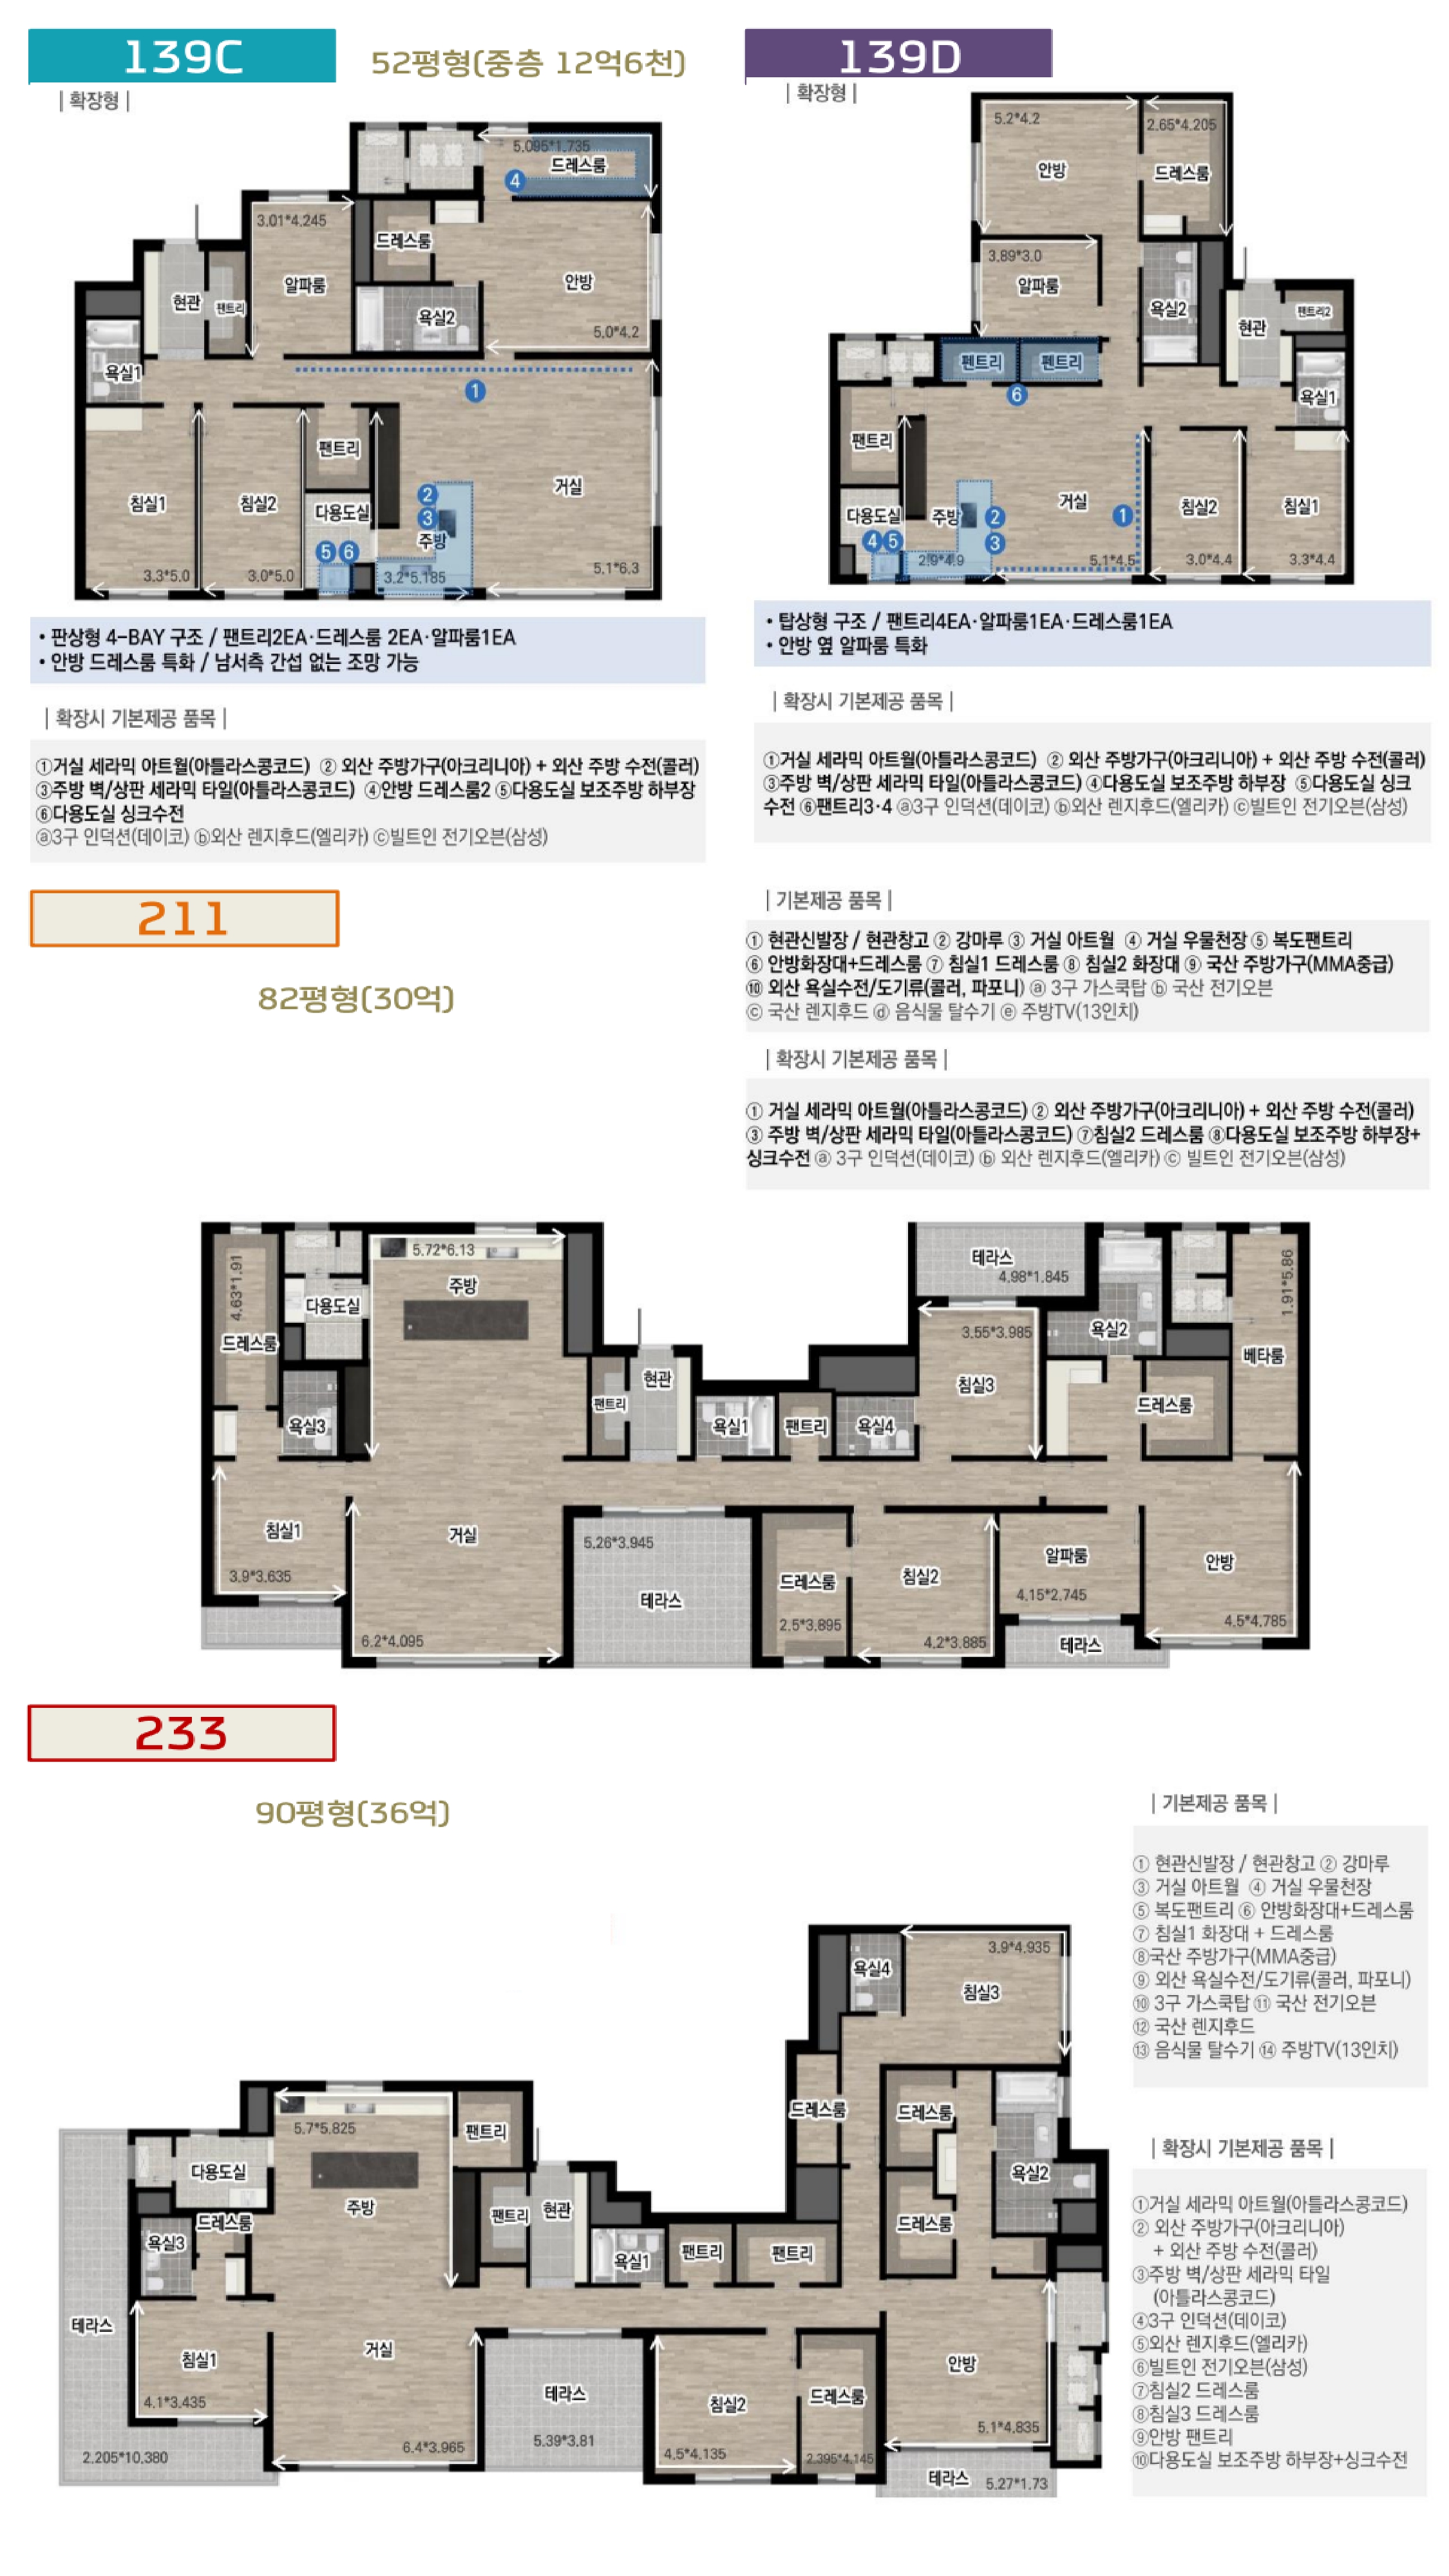 139C
52평형(중층 12억6천)
| 확장형 |
5.095*1.735
드레스룸
④
3.01*4.245
드레스룸
알파룸
안방
현관
팬트리
욕실2
5.0*4.2
욕실1
①
팬트리
침실1
침실2
거실
②
다용도실
③
주방
⑤⑥
3.3*5.0
3.0*5.0
3.2*5.185
5.1*6.3
• 판상형 4-BAY 구조 / 팬트리2EA·드레스룸 2EA·알파룸1EA
• 안방 드레스룸 특화 / 남서측 간섭 없는 조망 가능
| 확장시 기본제공 품목 |
①거실 세라믹 아트월(아틀라스콩코드) ② 외산 주방가구(아크리니아) + 외산 주방 수전(콜러)
③주방 벽/상판 세라믹 타일(아틀라스콩코드) ④안방 드레스룸2 ⑤다용도실 보조주방 하부장
⑥다용도실 싱크수전
ⓐ3구 인덕션(데이코) ⓑ외산 렌지후드(엘리카) ⓒ빌트인 전기오븐(삼성)
139D
| 확장형 |
5.2*4.2
2.65*4.205
안방
드레스룸
3.89*3.0
알파룸
욕실2
현관
팬트리2
펜트리
펜트리
⑥
욕실1
팬트리
거실
침실2
침실1
다용도실
주방
②
①
④⑤
③
2.9*4.9
5.1*4.5
3.0*4.4
3.3*4.4
• 탑상형 구조 / 팬트리4EA·알파룸1EA·드레스룸1EA
• 안방 옆 알파룸 특화
| 확장시 기본제공 품목 |
①거실 세라믹 아트월(아틀라스콩코드) ② 외산 주방가구(아크리니아) + 외산 주방 수전(콜러)
③주방 벽/상판 세라믹 타일(아틀라스콩코드) ④다용도실 보조주방 하부장 ⑤다용도실 싱크
수전 ⑥팬트리3·4 ⓐ3구 인덕션(데이코) ⓑ외산 렌지후드(엘리카) ⓒ빌트인 전기오븐(삼성)
211
82평형(30억)
| 기본제공 품목 |
① 현관신발장 / 현관창고 ② 강마루 ③ 거실 아트월 ④ 거실 우물천장 ⑤ 복도팬트리
⑥ 안방화장대+드레스룸 ⑦ 침실1 드레스룸 ⑧ 침실2 화장대 ⑨ 국산 주방가구(MMA중급)
⑩ 외산 욕실수전/도기류(콜러, 파포니) ⓐ 3구 가스쿡탑 ⓑ 국산 전기오븐
ⓒ 국산 렌지후드 ⓓ 음식물 탈수기 ⓔ 주방TV(13인치)
| 확장시 기본제공 품목 |
① 거실 세라믹 아트월(아틀라스콩코드) ② 외산 주방가구(아크리니아) + 외산 주방 수전(콜러)
③ 주방 벽/상판 세라믹 타일(아틀라스콩코드) ⑦침실2 드레스룸 ⑧다용도실 보조주방 하부장+
싱크수전 ⓐ 3구 인덕션(데이코) ⓑ 외산 렌지후드(엘리카) ⓒ 빌트인 전기오븐(삼성)
4.63*1.91
5.72*6.13
주방
테라스
4.98*1.845
1.91*5.86
다용도실
드레스룸
3.55*3.985
욕실2
베타룸
현관
침실3
팬트리
드레스룸
욕실3
욕실1
팬트리
욕실4
침실1
거실
5.26*3.945
알파룸
안방
드레스룸
침실2
3.9*3.635
테라스
4.15*2.745
2.5*3.895
4.5*4.785
6.2*4.095
4.2*3.885
테라스
233
90평형(36억)
| 기본제공 품목 |
① 현관신발장 / 현관창고 ② 강마루
③ 거실 아트월 ④ 거실 우물천장
⑤ 복도팬트리 ⑥ 안방화장대+드레스룸
⑦ 침실1 화장대 + 드레스룸
⑧국산 주방가구(MMA중급)
⑨ 외산 욕실수전/도기류(콜러, 파포니)
⑩ 3구 가스쿡탑 ⑪ 국산 전기오븐
⑫ 국산 렌지후드
⑬ 음식물 탈수기 ⑭ 주방TV(13인치)
| 확장시 기본제공 품목 |
①거실 세라믹 아트월(아틀라스콩코드)
② 외산 주방가구(아크리니아)
+ 외산 주방 수전(콜러)
③주방 벽/상판 세라믹 타일
(아틀라스콩코드)
④3구 인덕션(데이코)
⑤외산 렌지후드(엘리카)
⑥빌트인 전기오븐(삼성)
⑦침실2 드레스룸
⑧침실3 드레스룸
⑨안방 팬트리
⑩다용도실 보조주방 하부장+싱크수전
3.9*4.935
욕실4
침실3
드레스룸
드레스룸
5.7*5.825
팬트리
다용도실
욕실2
주방
팬트리
현관
드레스룸
드레스룸
욕실3
욕실1
팬트리
팬트리
테라스
거실
침실1
안방
테라스
침실2
드레스룸
4.1*3.435
5.1*4.835
2.205*10.380
6.4*3.965
5.39*3.81
4.5*4.135
2.395*4.145
테라스
5.27*1.73